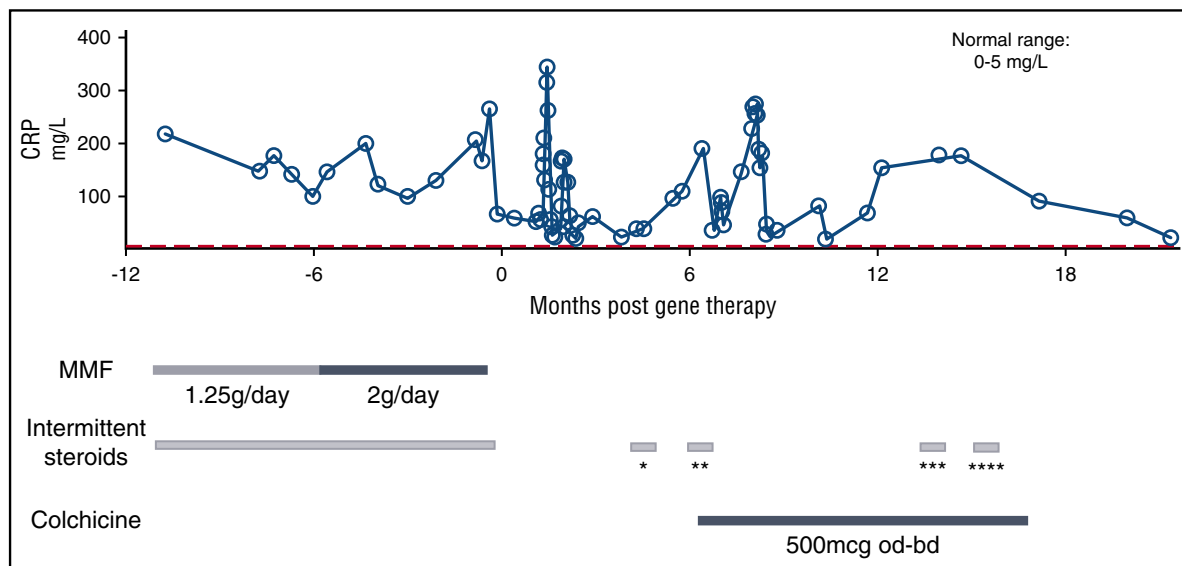 400
300
200
100
CRP
mg/L
Normal range:
0-5 mg/L
-12
-6
0
6
12
18
Months post gene therapy
MMF
1.25g/day
2g/day
Intermittent
steroids
*
**
***
****
Colchicine
500mcg od-bd